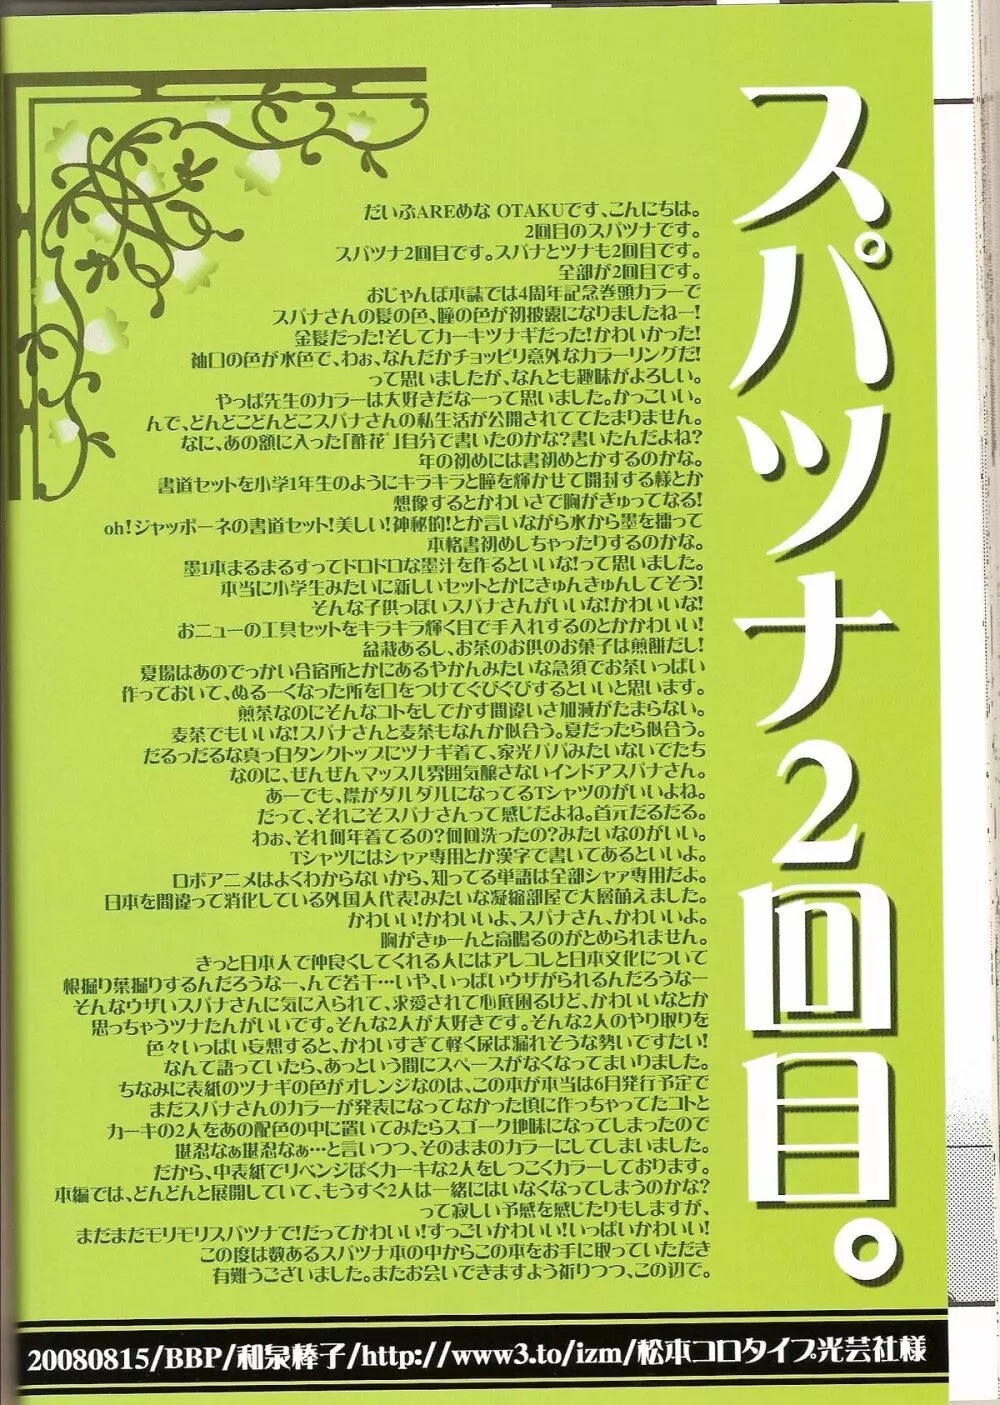 スパツナ2回目。
だいぶAREめな OTAKUです、こんにちは。
2回目のスパツナです。
スパツナ2回目です。スパナとツナも2回目です。
全部が2回目です。
おじゃんぼ本誌では4周年記念巻頭カラーで
スパナさんの髪の色、瞳の色が初披露になりましたねー!
金髪だった!そしてカーキツナギだった!かわいかった!
袖口の色が水色で、わぉ、なんだかチョッピリ意外なカラーリングだ!
って思いましたが、なんとも趣味がよろしい。
やっぱ先生のカラーは大好きだなーって思いました。かっこいい。
んで、どんどこどんどこスパナさんの私生活が公開されててたまりません。
なに、あの額に入った「酢花゜」自分で書いたのかな?書いたんだよね?
年の初めには書初めとかするのかな。
書道セットを小学1年生のようにキラキラと瞳を輝かせて開封する様とか
想像するとかわいさで胸がぎゅってなる!
oh!ジャッポーネの書道セット!美しい!神秘的!とか言いながら水から墨を擂って
本格書初めしちゃったりするのかな。
墨1本まるまるすってドロドロな墨汁を作るといいな!って思いました。
本当に小学生みたいに新しいセットとかにきゅんきゅんしてそう!
そんな子供っぽいスパナさんがいいな!かわいいな!
おニューの工具セットをキラキラ輝く目で手入れするのとかかわいい!
盆栽あるし、お茶のお供のお菓子は煎餅だし!
夏場はあのでっかい合宿所とかにあるやかんみたいな急須でお茶いっぱい
作っておいて、ぬるーくなった所を口をつけてぐびぐびするといいと思います。
煎茶なのにそんなコトをしでかす間違いさ加減がたまらない。
麦茶でもいいな!スパナさんと麦茶もなんか似合う。夏だったら似合う。
だるっだるな真っ白タンクトップにツナギ着て、家光パパみたいないでたち
なのに、ぜんぜんマッスル雰囲気醸さないインドアスパナさん。
あーでも、襟がダルダルになってるTシャツのがいいよね。
だって、それこそスパナさんって感じだよね。首元だるだる。
わぉ、それ何年着てるの?何回洗ったの?みたいなのがいい。
Tシャツにはシャァ専用とか漢字で書いてあるといいよ。
ロボアニメはよくわからないから、知ってる単語は全部シャァ専用だよ。
日本を間違って消化している外国人代表!みたいな凝縮部屋で大層萌えました。
かわいい!かわいいよ、スパナさん、かわいいよ。
胸がきゅーんと高鳴るのがとめられません。
きっと日本人で仲良くしてくれる人にはアレコレと日本文化について
根掘り葉掘りするんだろうなー、んで若干…いや、いっぱいウザがられるんだろうなー
そんなウザいスパナさんに気に入られて、求愛されて心底困るけど、かわいいなとか
思っちゃうツナたんがいいです。そんな2人が大好きです。そんな2人のやり取りを
色々いっぱい妄想すると、かわいすぎて軽く尿ば漏れそうな勢いですたい!
なんて語っていたら、あっという間にスペースがなくなってまいりました。
ちなみに表紙のツナギの色がオレンジなのは、この本が本当は6月発行予定で
まだスパナさんのカラーが発表になってなかった頃に作っちゃってたコトと
カーキの2人をあの配色の中に置いてみたらスゴーク地味になってしまったので
堪忍なぁ堪忍なぁ…と言いつつ、そのままのカラーにしてしまいました。
だから、中表紙でリベンジぽくカーキな2人をしつこくカラーしております。
本編では、どんどんと展開していて、もうすぐ2人は一緒にはいなくなってしまうのかな?
って寂しい予感を感じたりもしますが、
まだまだモリモリスパツナで!だってかわいい!すっごいかわいい!いっぱいかわいい!
この度は数あるスパツナ本の中からこの本をお手に取っていただき
有難うございました。またお会いできますよう祈りつつ、この辺で。
20080815/BBP/和泉棒子/http://www3.to/izm/松本コロタイプ光芸社様